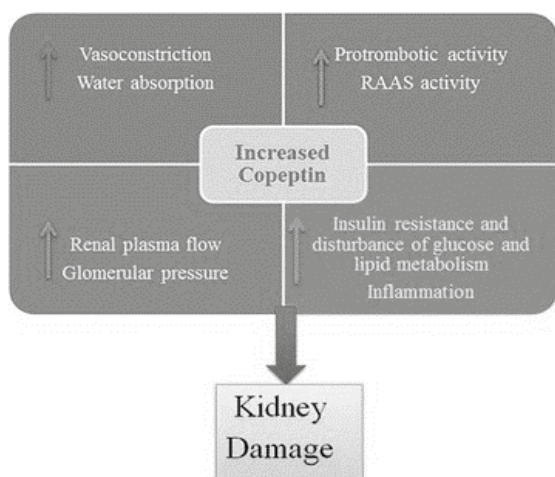 Vasoconstriction
Water absorption
Protrombotic activity
RAAS activity
Increased
Copeptin
Renal plasma flow
Glomerular pressure
Insulin resistance and
disturbance of glucose and
lipid metabolism
Inflammation
Kidney
Damage